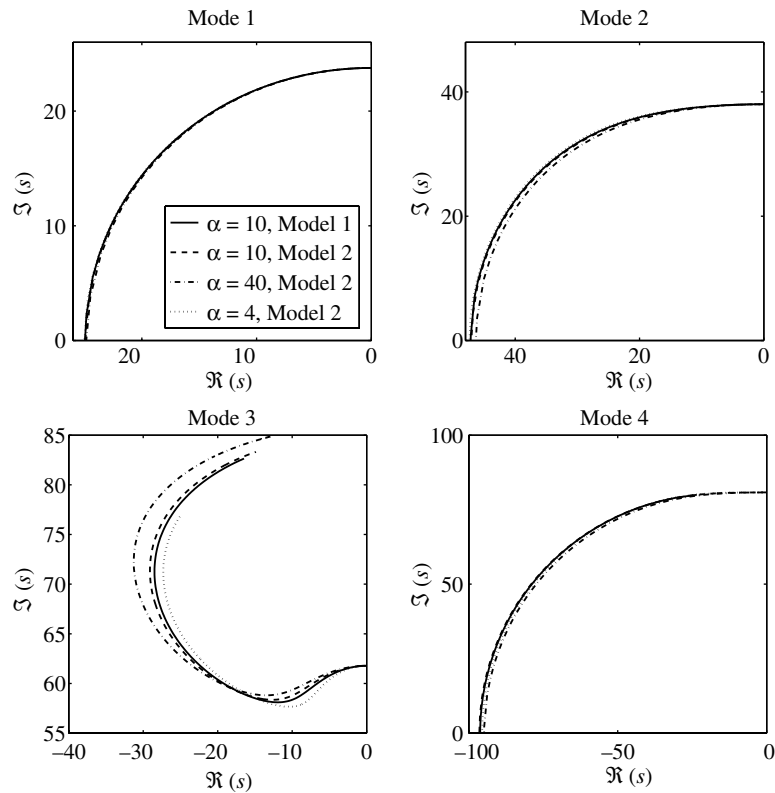 Mode 1
20
10
0
ℑ (s)
20
10
0
ℜ (s)
α = 10, Model 1
α = 10, Model 2
α = 40, Model 2
α = 4, Model 2
Mode 2
40
20
0
ℑ (s)
40
20
0
ℜ (s)
Mode 3
85
80
75
70
65
60
55
ℑ (s)
–40
–30
–20
–10
0
ℜ (s)
Mode 4
100
50
0
ℑ (s)
–100
–50
0
ℜ (s)